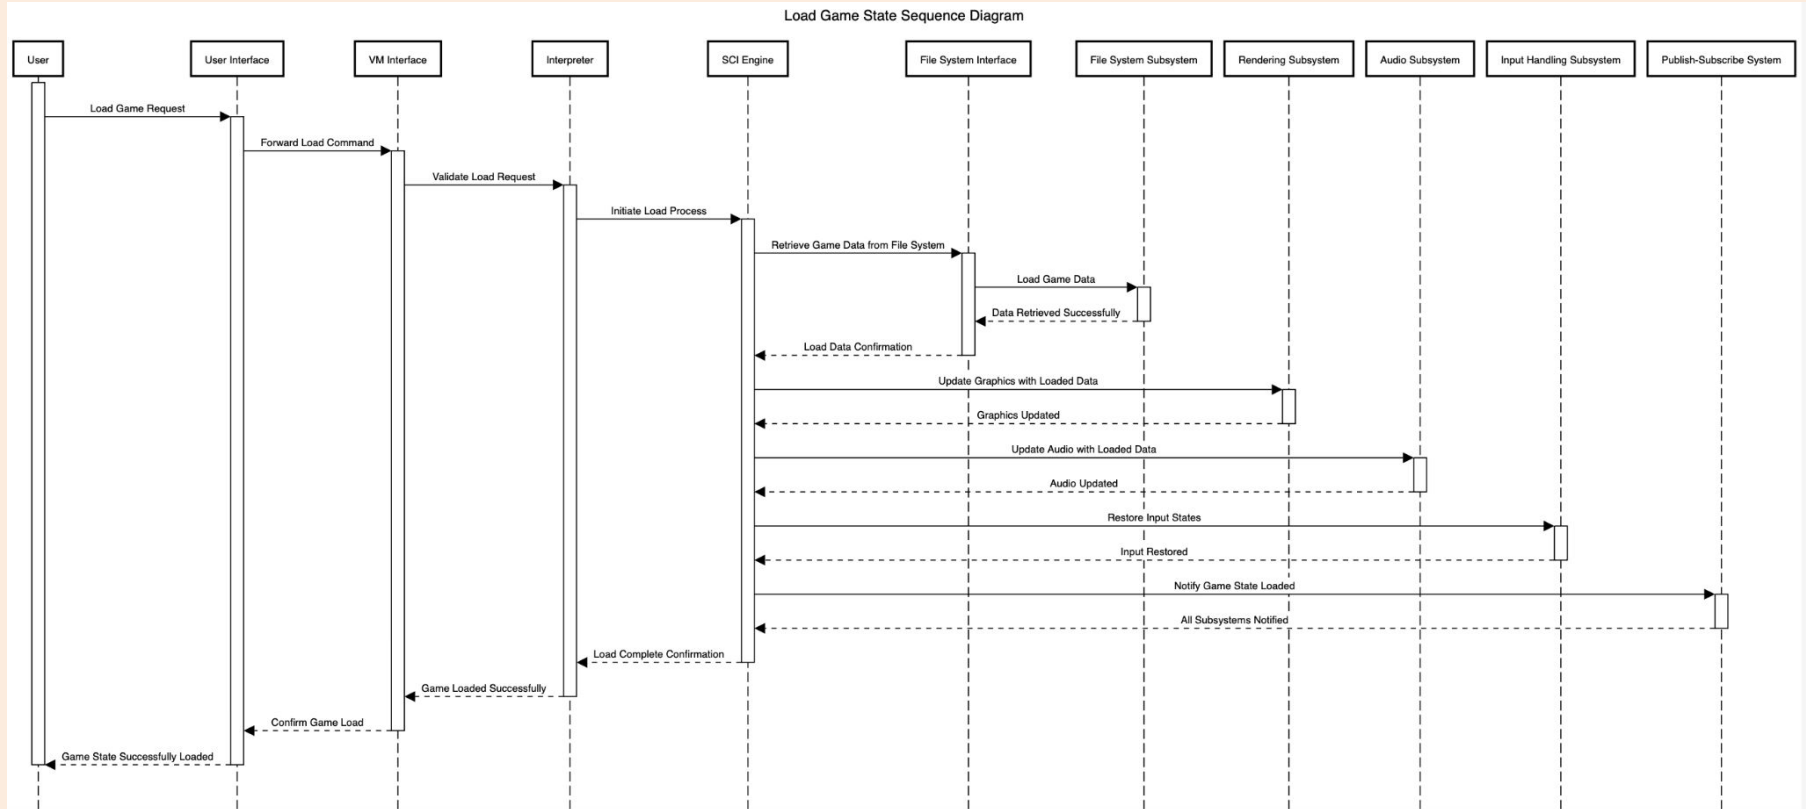 Load Game State Sequence Diagram
User
User Interface
VM Interface
Interpreter
SCI Engine
File System Interface
File System Subsystem
Rendering Subsystem
Audio Subsystem
Input Handling Subsystem
Publish-Subscribe System
Load Game Request
Forward Load Command
Validate Load Request
Initiate Load Process
Retrieve Game Data from File System
Load Game Data
Data Retrieved Successfully
Load Data Confirmation
Update Graphics with Loaded Data
Graphics Updated
Update Audio with Loaded Data
Audio Updated
Restore Input States
Input Restored
Notify Game State Loaded
All Subsystems Notified
Load Complete Confirmation
Game Loaded Successfully
Confirm Game Load
Game State Successfully Loaded